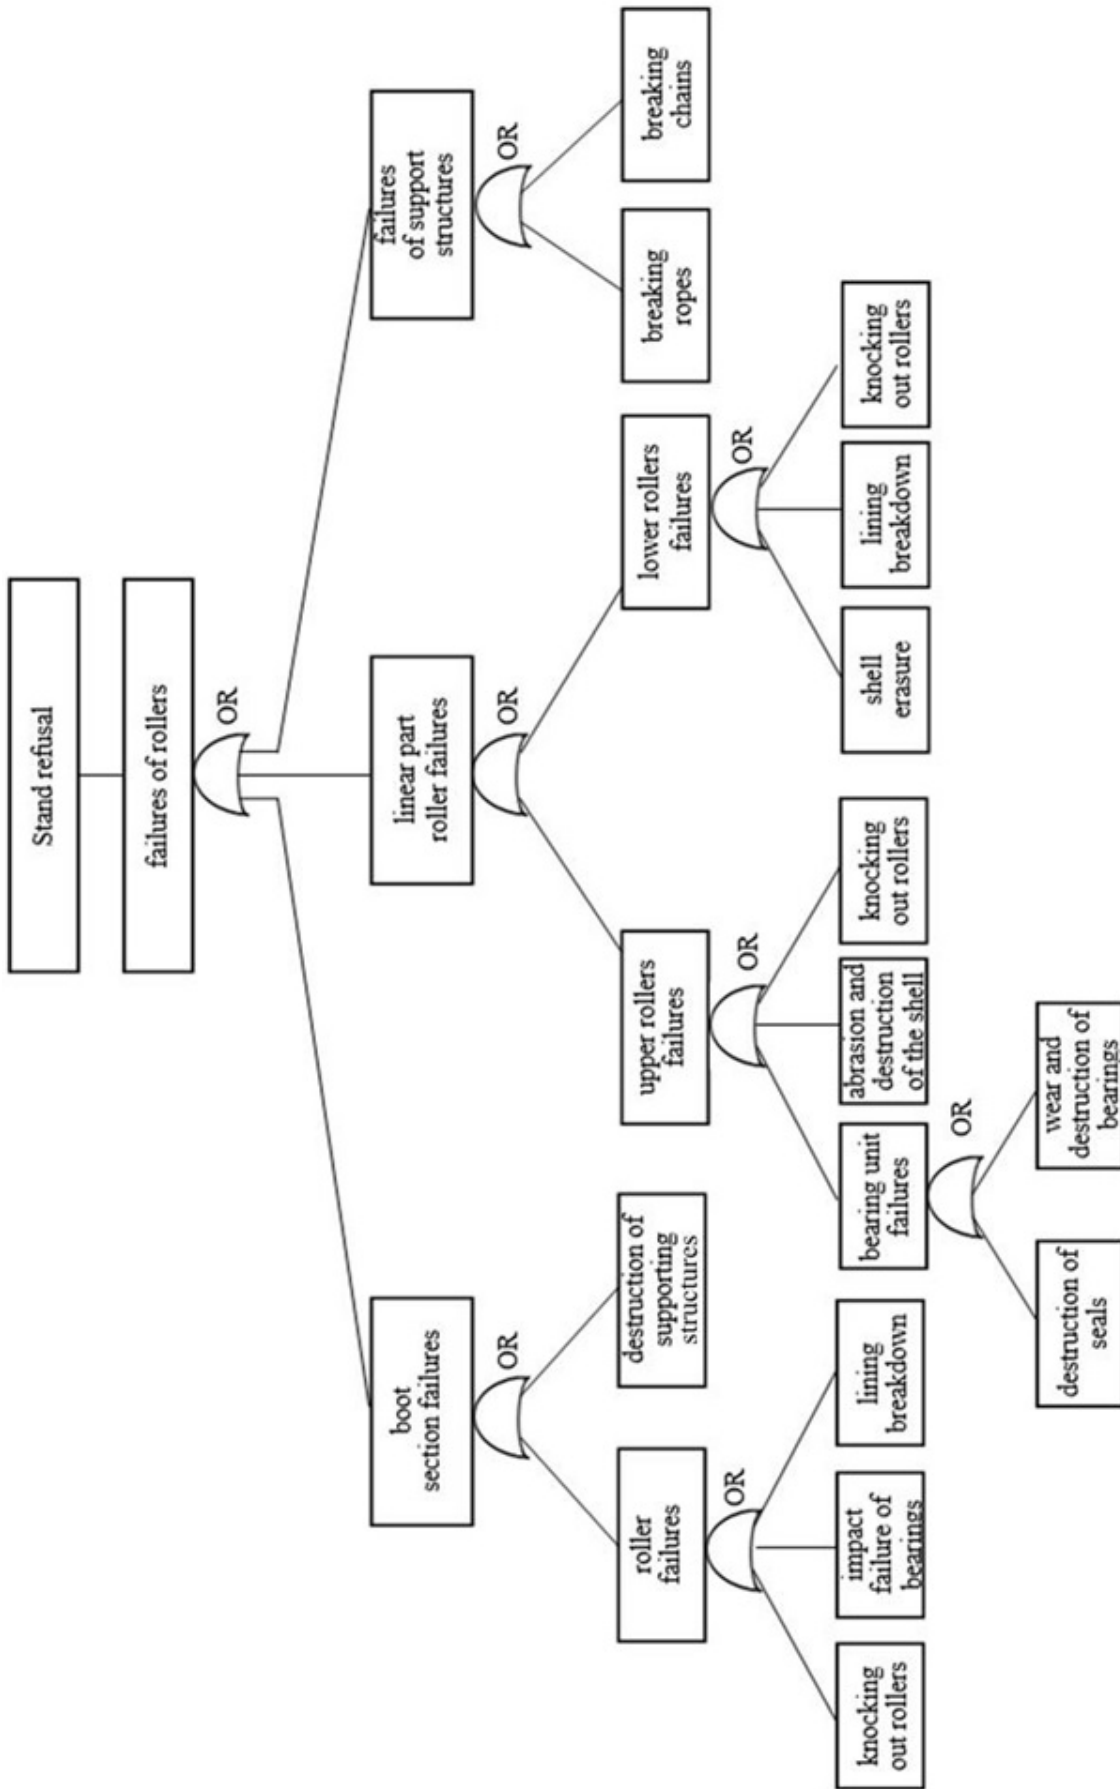 Stand refusal
failures of rollers
OR
boot
section failures
OR
linear part
roller failures
OR
failures
of support
structures
OR
roller
failures
OR
destruction of
supporting
structures
upper rollers
failures
OR
lower rollers
failures
OR
breaking
ropes
breaking
chains
knocking
out rollers
impact
failure of
bearings
lining
breakdown
bearing unit
failures
OR
abrasion and
destruction
of the shell
knocking
out rollers
shell
erasure
lining
breakdown
knocking
out rollers
destruction of
seals
wear and
destruction of
bearings